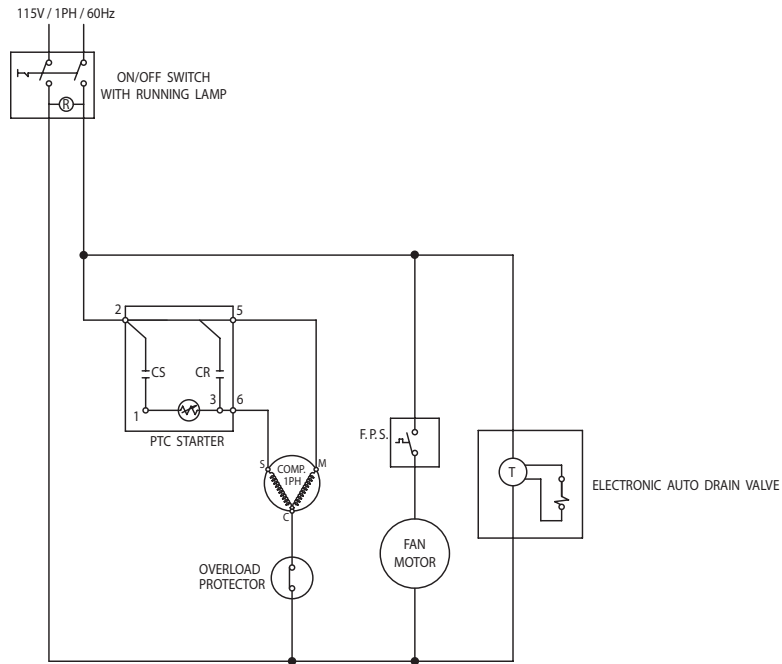 115V / 1PH / 60Hz
ON/OFF SWITCH
WITH RUNNING LAMP
R
2
5
CS
CR
1
3
6
PTC STARTER
F.P.S.
S
COMP.
1PH
M
C
T
ELECTRONIC AUTO DRAIN VALVE
FAN
MOTOR
OVERLOAD
PROTECTOR